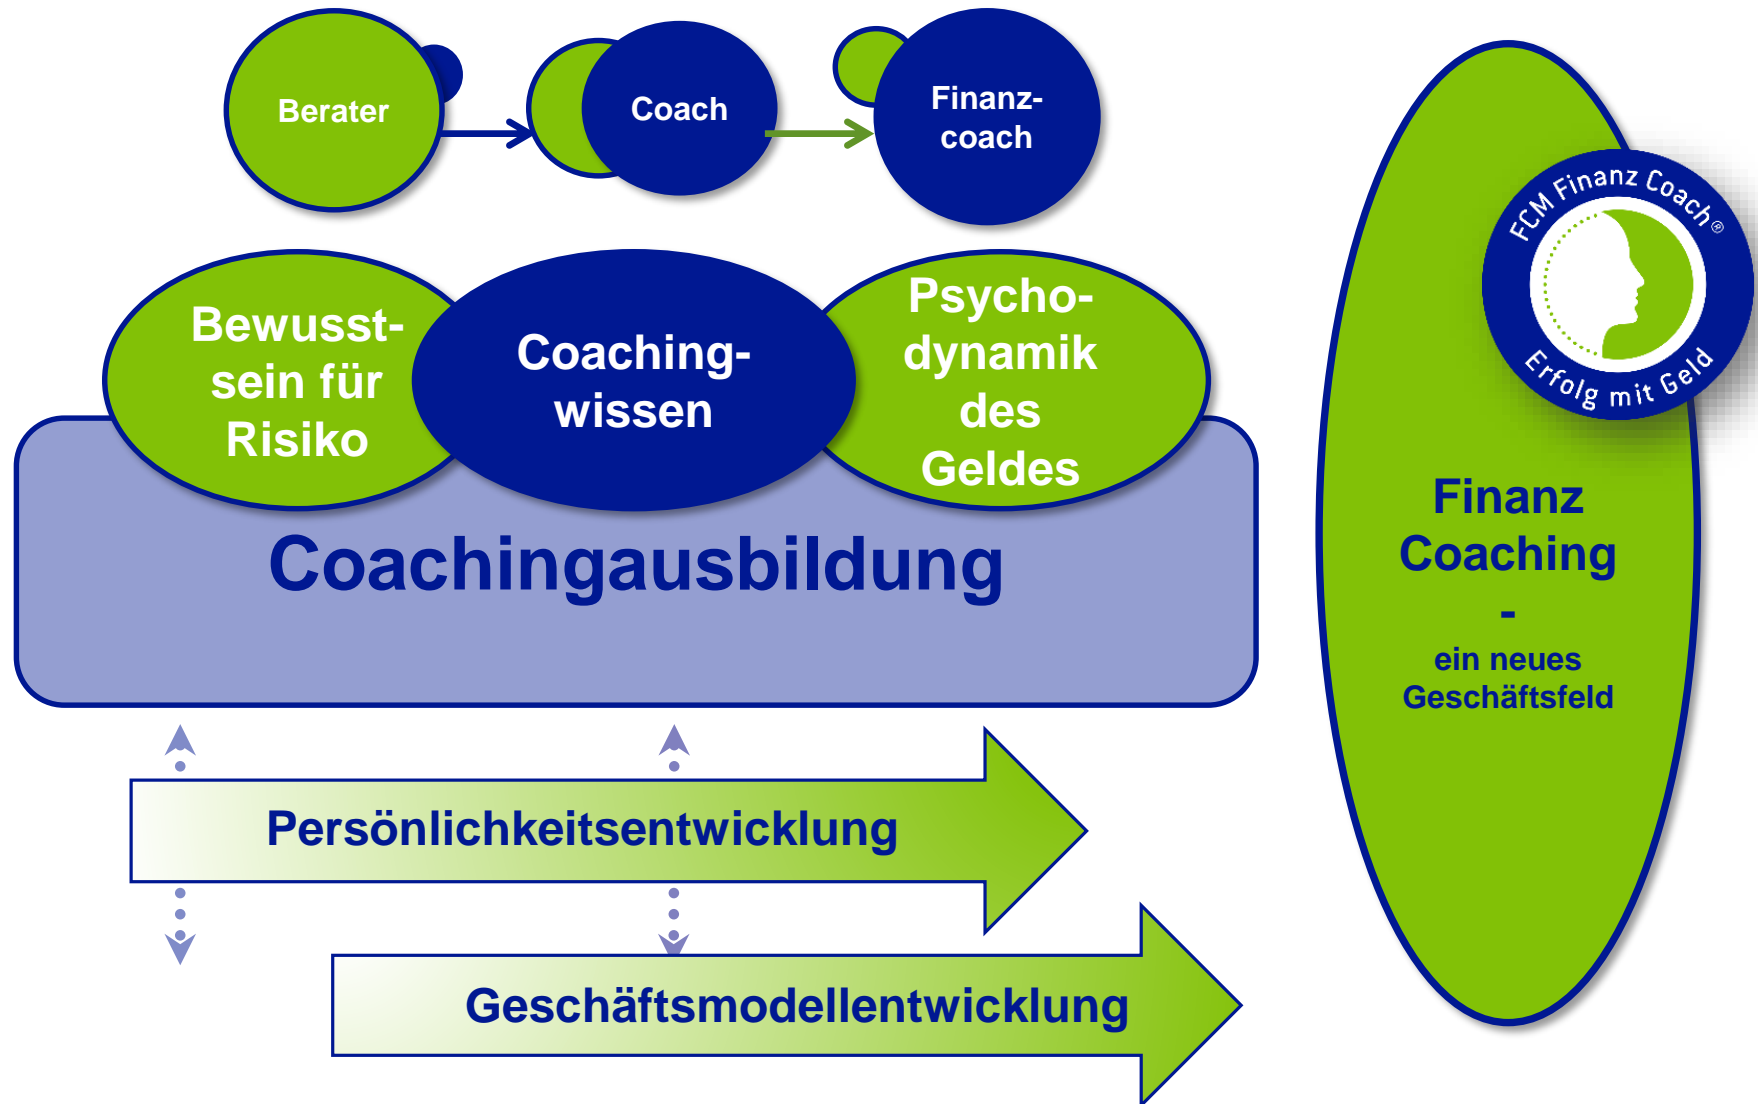 Berater
Coach
Finanz-
coach
Bewusst-
sein für
Risiko
Coaching-
wissen
Psycho-
dynamik
des
Geldes
Coachingausbildung
Persönlichkeitsentwicklung
Geschäftsmodellentwicklung
FCM Finanz Coach®
Erfolg mit Geld
Finanz
Coaching
-
ein neues
Geschäftsfeld